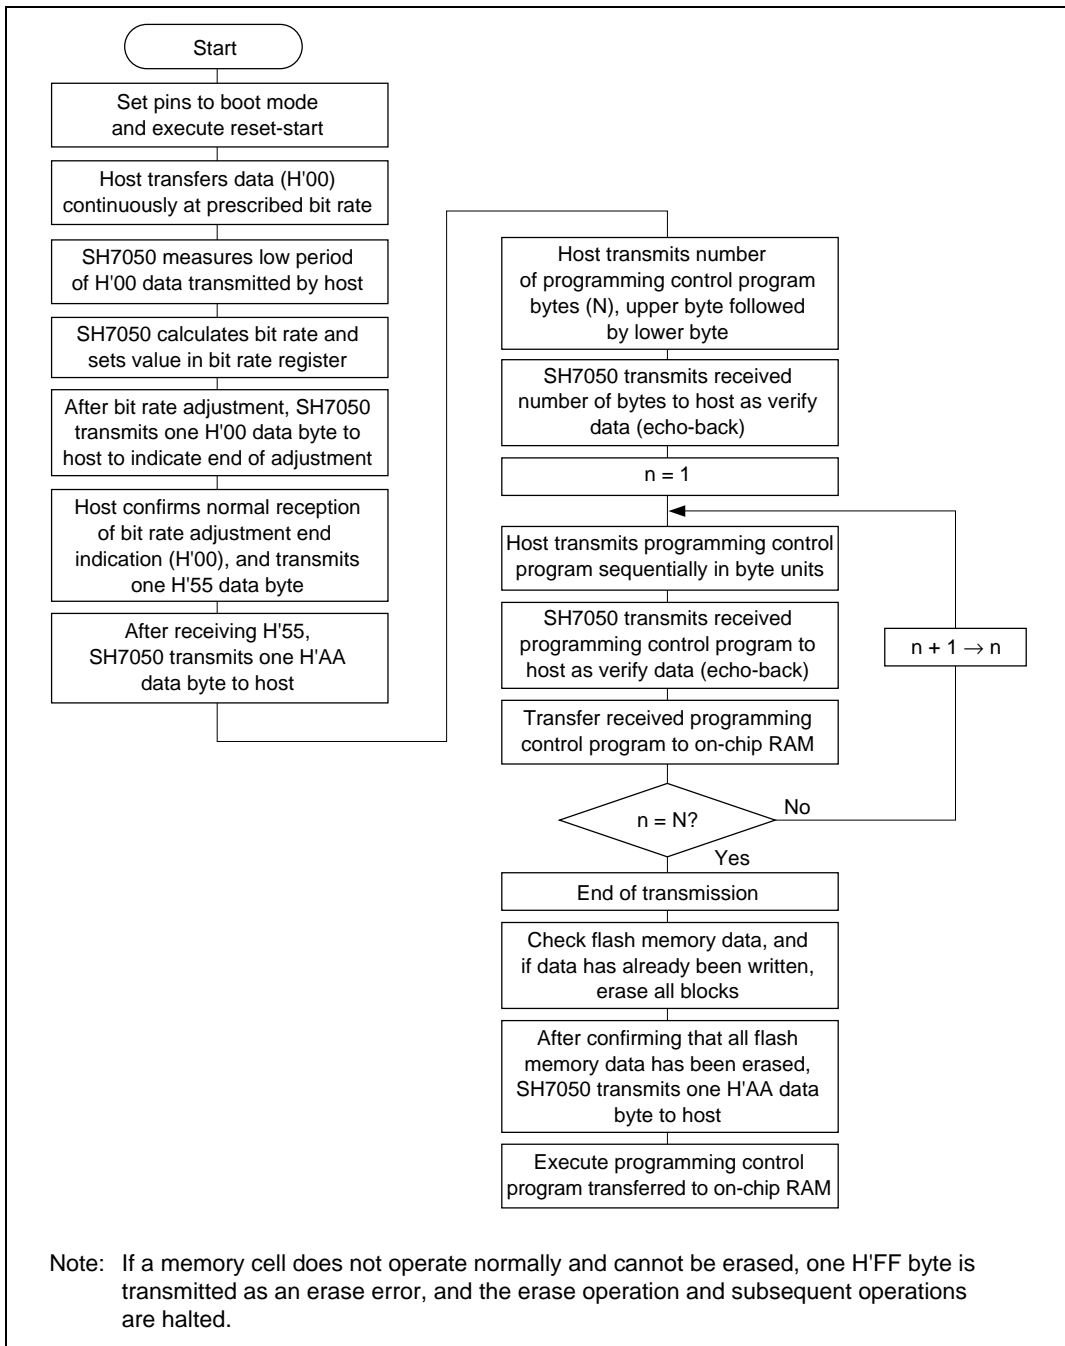 Start
Set pins to boot mode
and execute reset-start
Host transfers data (H'00)
continuously at prescribed bit rate
SH7050 measures low period
of H'00 data transmitted by host
SH7050 calculates bit rate and
sets value in bit rate register
After bit rate adjustment, SH7050
transmits one H'00 data byte to
host to indicate end of adjustment
Host confirms normal reception
of bit rate adjustment end
indication (H'00), and transmits
one H'55 data byte
After receiving H'55,
SH7050 transmits one H'AA
data byte to host
Host transmits number
of programming control program
bytes (N), upper byte followed
by lower byte
SH7050 transmits received
number of bytes to host as verify
data (echo-back)
n = 1
Host transmits programming control
program sequentially in byte units
SH7050 transmits received
programming control program to
host as verify data (echo-back)
n + 1 → n
Transfer received programming
control program to on-chip RAM
n = N?
No
Yes
End of transmission
Check flash memory data, and
if data has already been written,
erase all blocks
After confirming that all flash
memory data has been erased,
SH7050 transmits one H'AA data
byte to host
Execute programming control
program transferred to on-chip RAM
Note: If a memory cell does not operate normally and cannot be erased, one H'FF byte is
transmitted as an erase error, and the erase operation and subsequent operations
are halted.